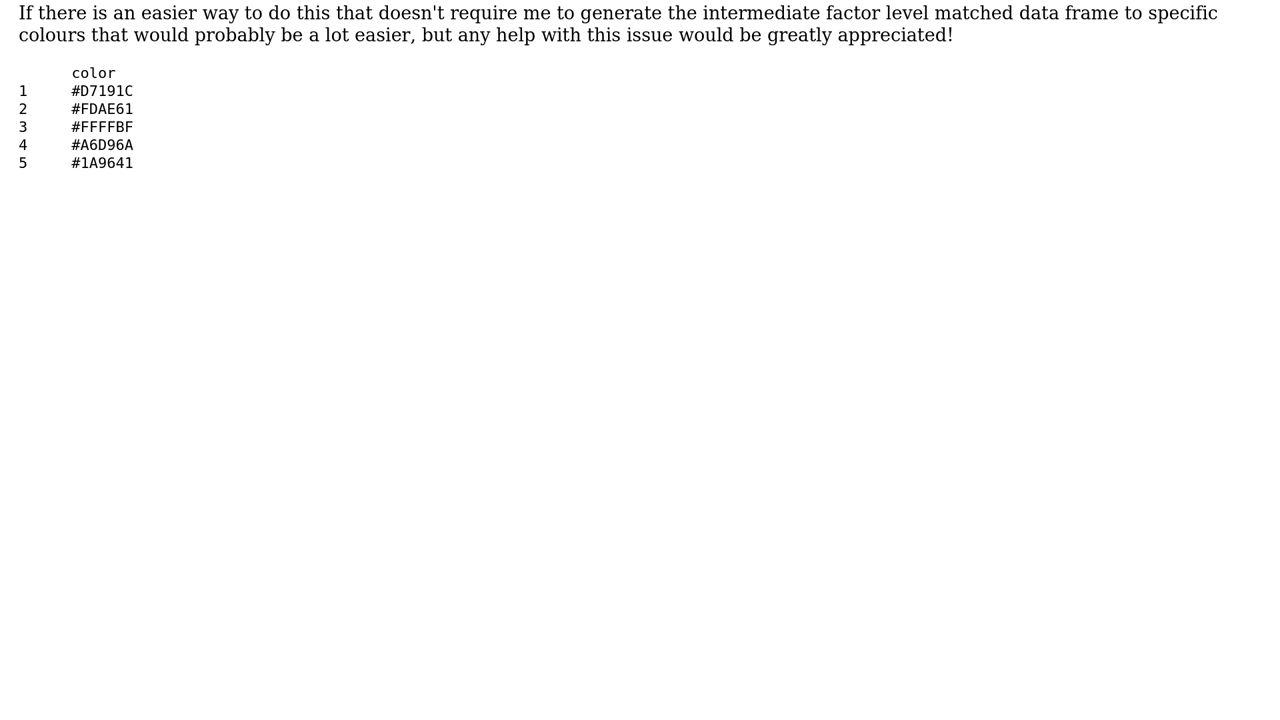 If there is an easier way to do this that doesn't require me to generate the intermediate factor level matched data frame to specific
colours that would probably be a lot easier, but any help with this issue would be greatly appreciated!
color
1 #D7191C
2 #FDAE61
3 #FFFFBF
4 #A6D96A
5 #1A9641